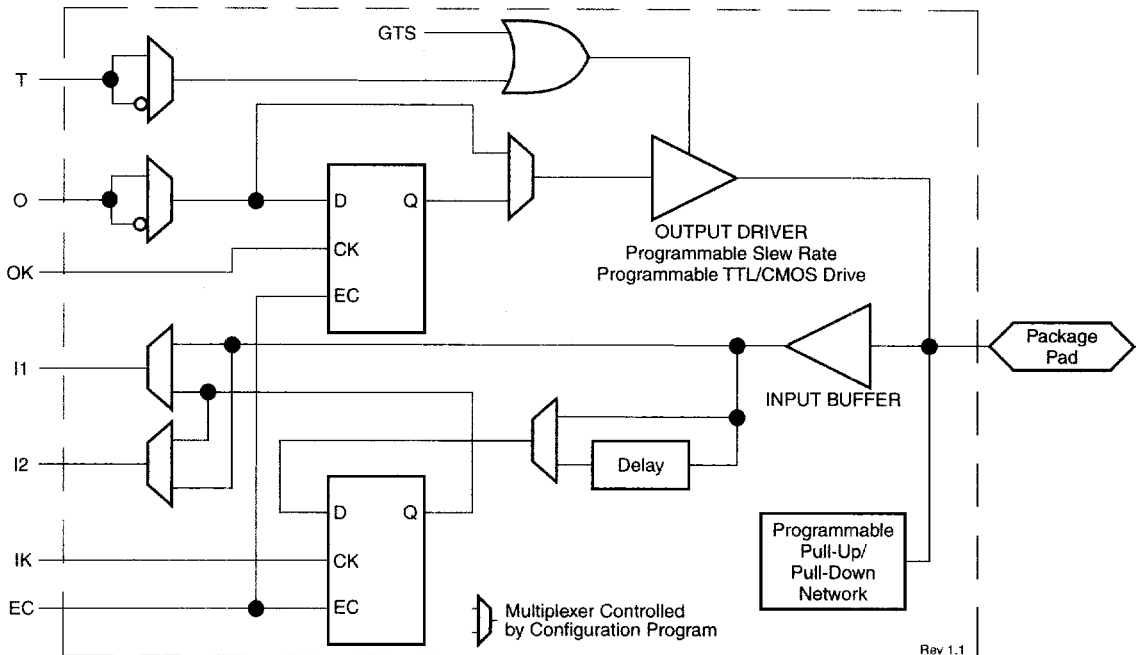 GTS
T
O
D
Q
CK
EC
OK
OUTPUT DRIVER
Programmable Slew Rate
Programmable TTL/CMOS Drive
Package
Pad
I1
INPUT BUFFER
I2
Delay
D
Q
CK
EC
IK
EC
Programmable
Pull-Up/
Pull-Down
Network
Multiplexer Controlled
by Configuration Program
Rev 1.1